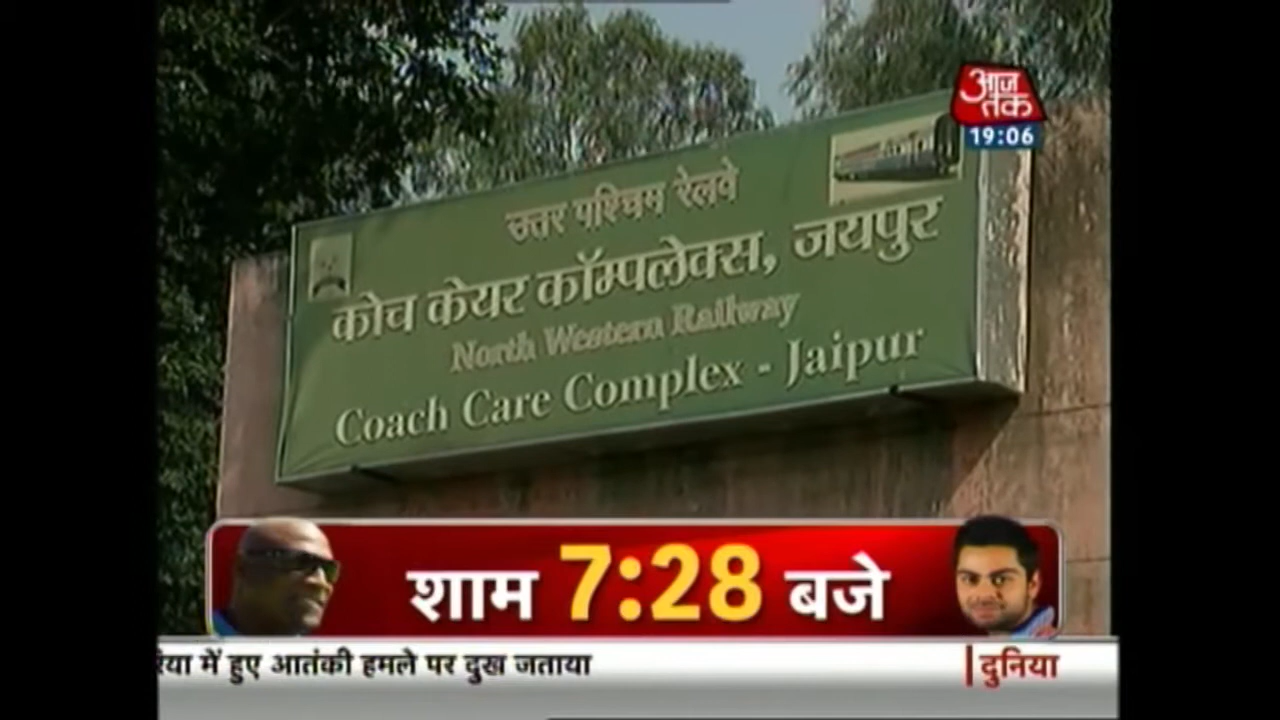 आज
तक
19:06
उत्तर पश्चिम रेलवे
कोच केयर कॉम्पलेक्स, जयपुर
North Western Railway
Coach Care Complex - Jaipur
शाम 7:28 बजे
में हुए आतंकी हमले पर दुख जताया
दुनिया